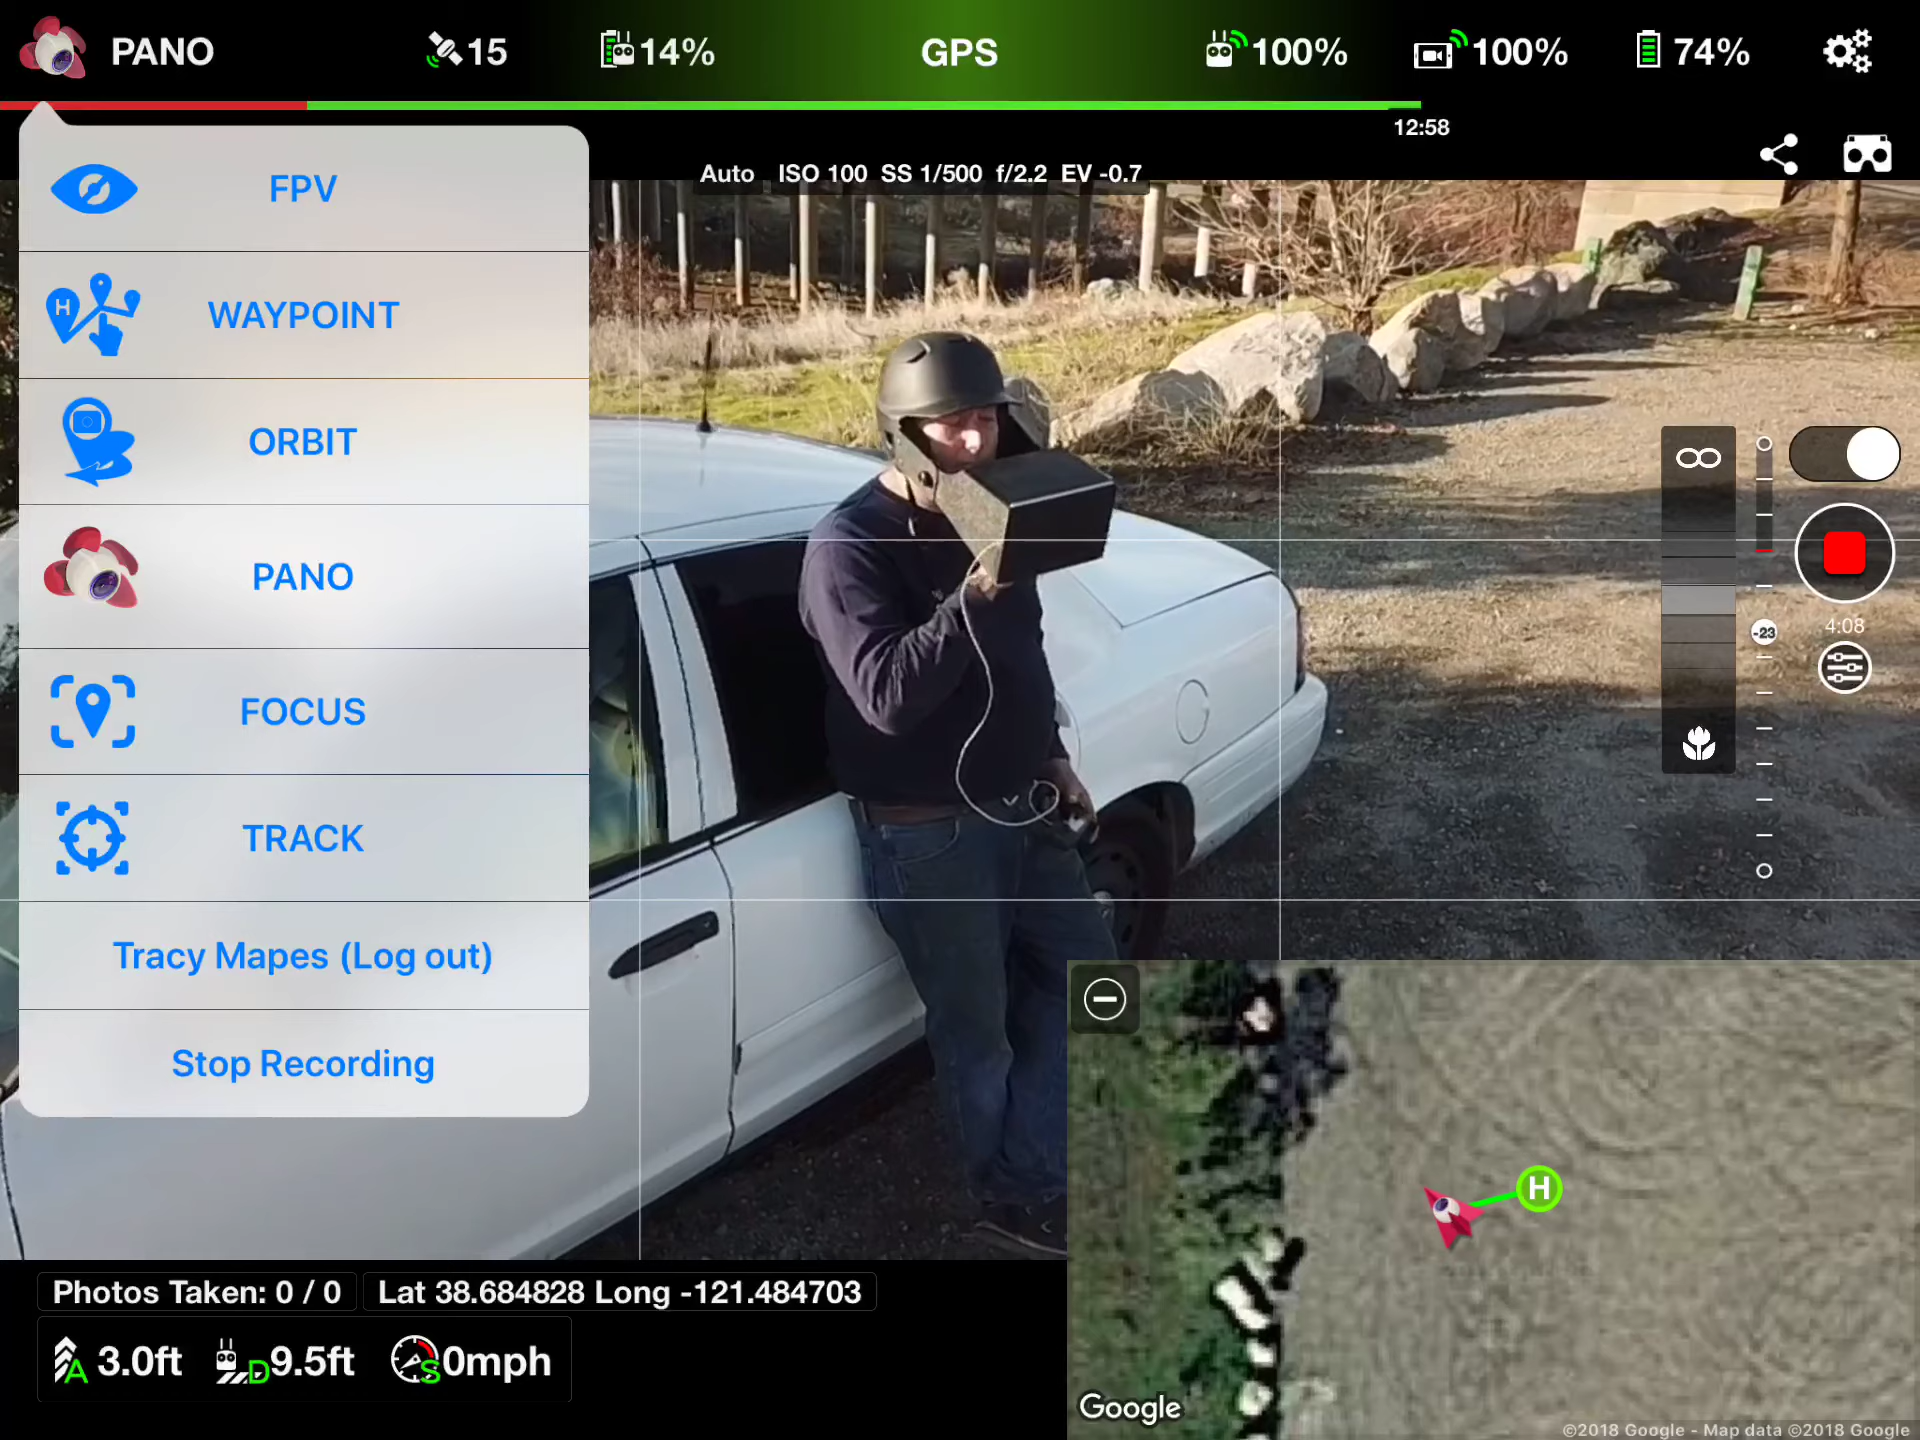 PANO 15 14% GPS 100% 100% 74%
12:58
Auto ISO 100 SS 1/500 f/2.2 EV -0.7
FPV
WAYPOINT
H
ORBIT
PANO
FOCUS
TRACK
Tracy Mapes (Log out)
Stop Recording
-23
4:08
H
Photos Taken: 0 / 0 Lat 38.684828 Long -121.484703
A 3.0ft D 9.5ft S 0mph
Google
©2018 Google - Map data ©2018 Google